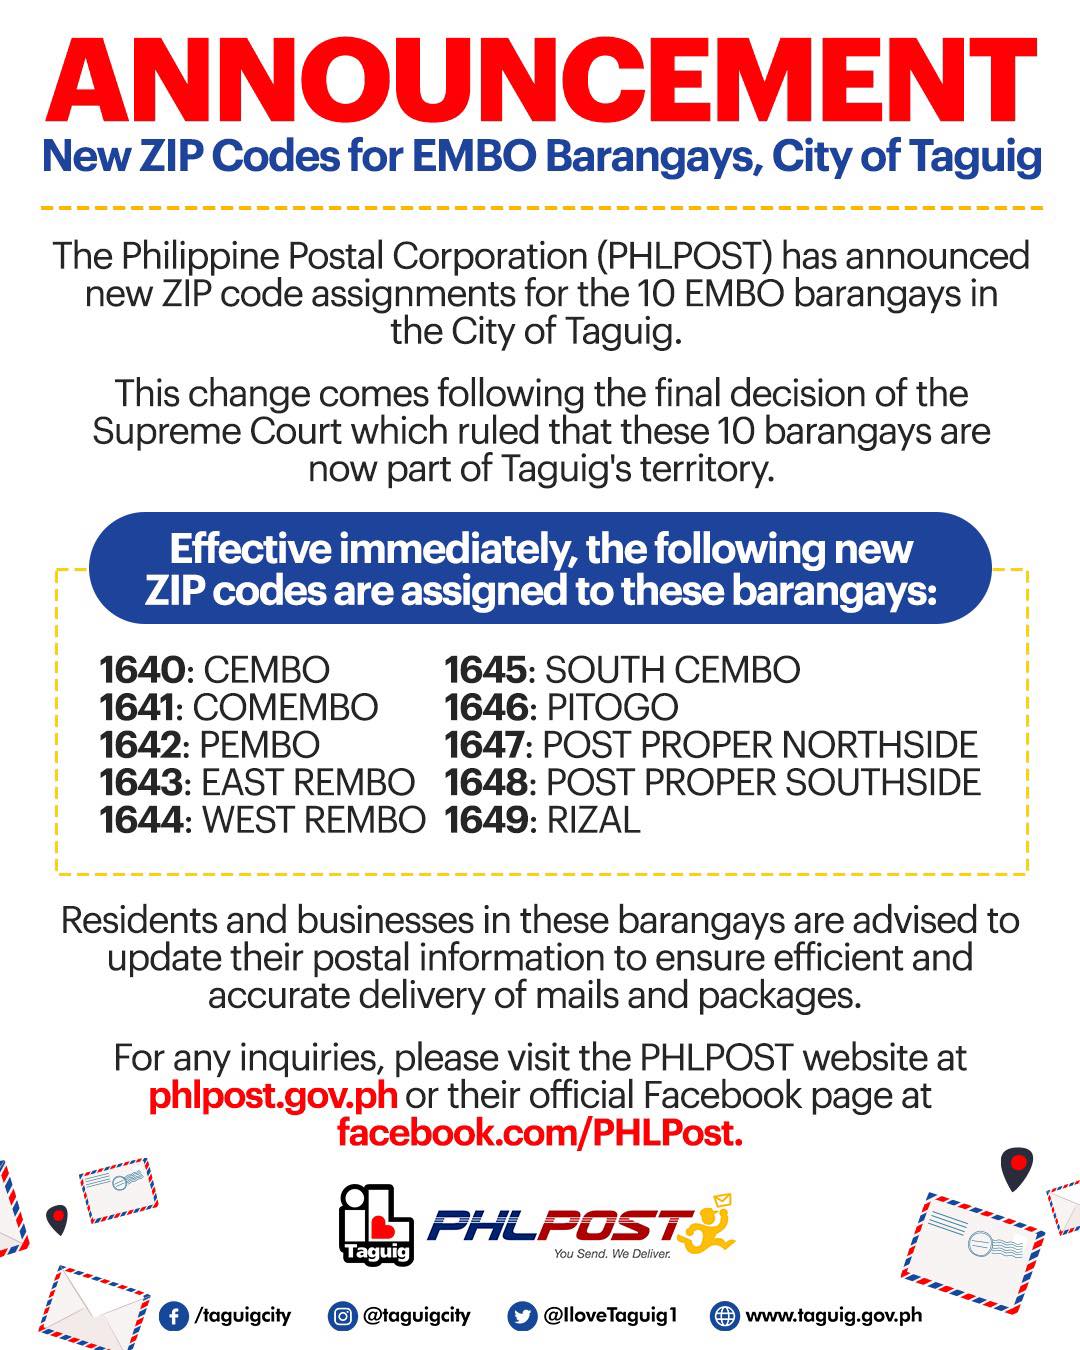 ANNOUNCEMENT
New ZIP Codes for EMBO Barangays, City of Taguig
The Philippine Postal Corporation (PHLPOST) has announced
new ZIP code assignments for the 10 EMBO barangays in
the City of Taguig.
This change comes following the final decision of the
Supreme Court which ruled that these 10 barangays are
now part of Taguig's territory.
Effective immediately, the following new
ZIP codes are assigned to these barangays:
1640: CEMBO
1641: COMEMBO
1642: PEMBO
1643: EAST REMBO
1644: WEST REMBO
1645: SOUTH CEMBO
1646: PITOGO
1647: POST PROPER NORTHSIDE
1648: POST PROPER SOUTHSIDE
1649: RIZAL
Residents and businesses in these barangays are advised to
update their postal information to ensure efficient and
accurate delivery of mails and packages.
For any inquiries, please visit the PHLPOST website at
phlpost.gov.ph or their official Facebook page at
facebook.com/PHLPost.
iL
Taguig
PHLPOST
You Send. We Deliver.
/taguigcity
@taguigcity
@IloveTaguig1
www.taguig.gov.ph